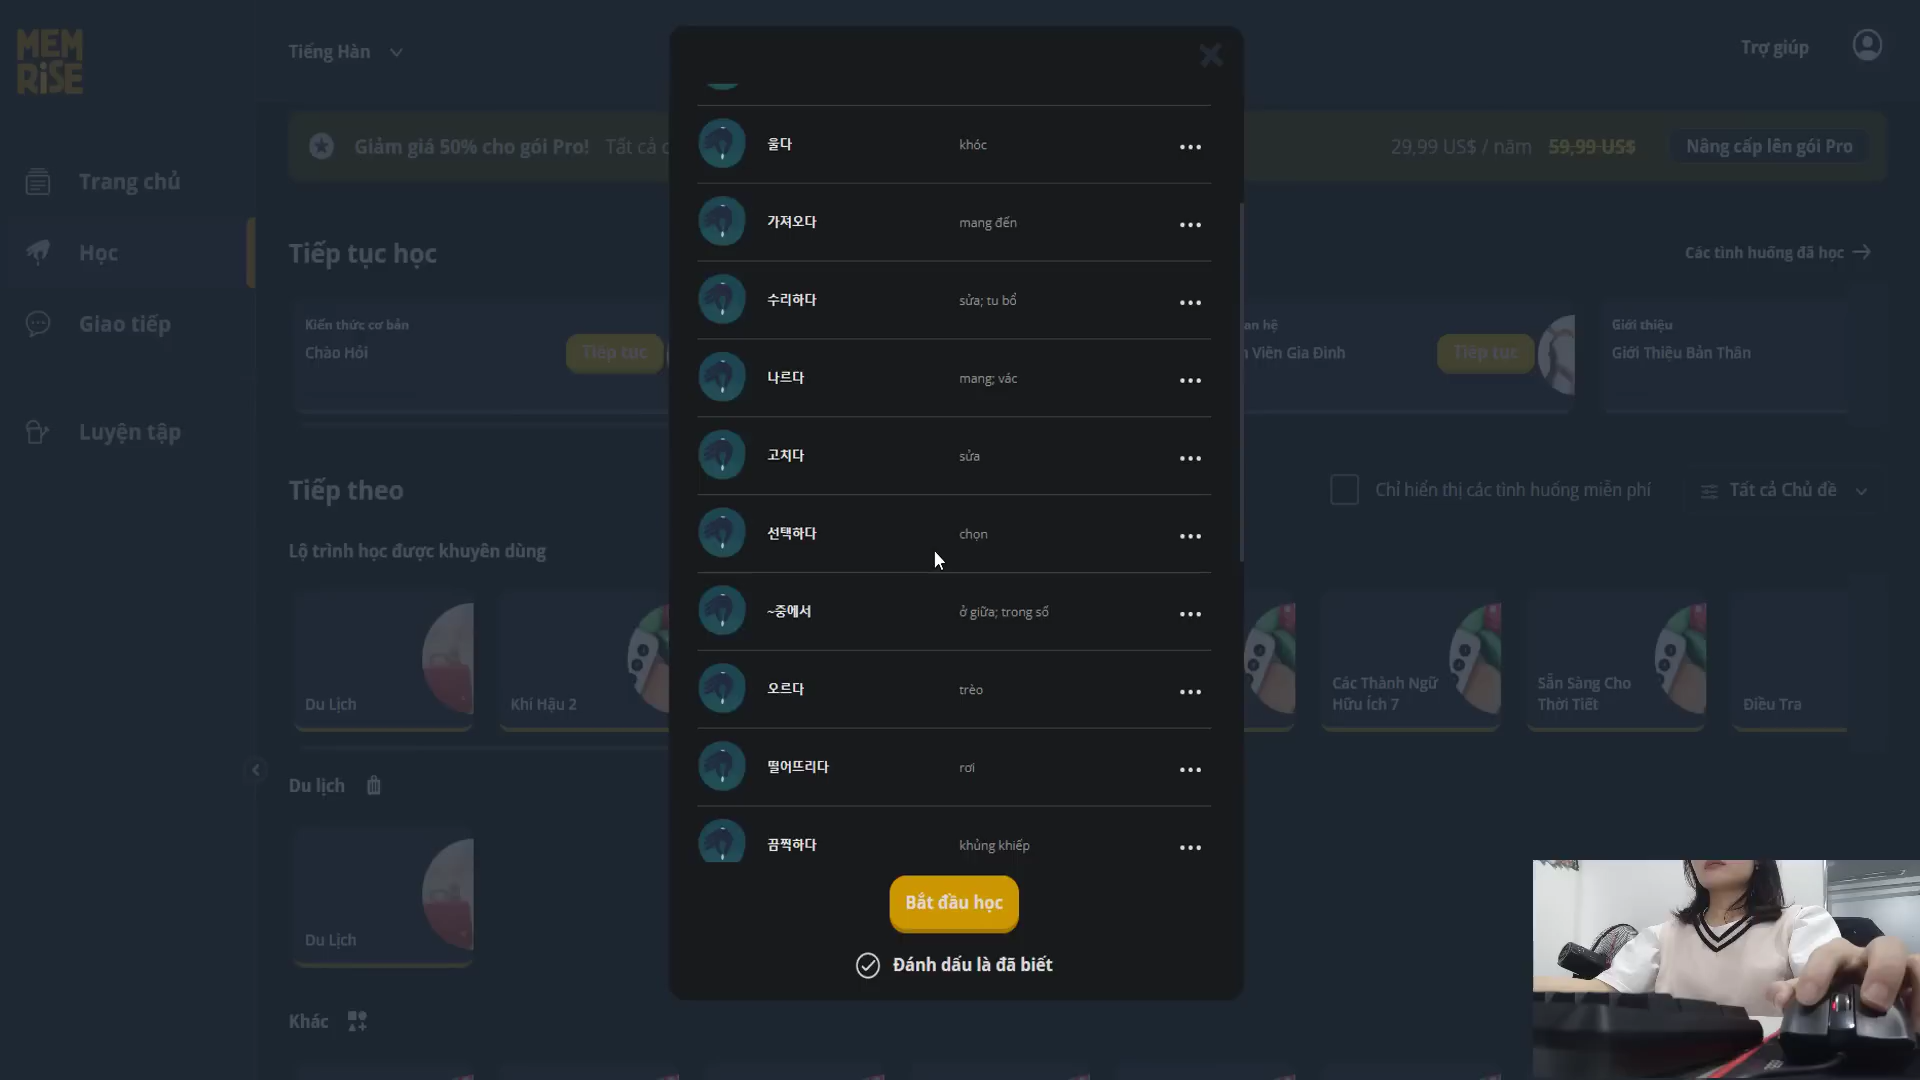 MEM
RiSE
Tiếng Hàn
Trợ giúp
Giảm giá 50% cho gói Pro! Tất cả c
29,99 US$ / năm 59,99 US$
Nâng cấp lên gói Pro
Trang chủ
Học
Giao tiếp
Luyện tập
Tiếp tục học
Các tình huống đã học
Kiến thức cơ bản
Chào Hỏi
Tiếp tục
an hệ
h Viên Gia Đình
Tiếp tục
Giới thiệu
Giới Thiệu Bản Thân
Tiếp theo
Chỉ hiển thị các tình huống miễn phí
Tất cả Chủ đề
Lộ trình học được khuyên dùng
Du Lịch
Khí Hậu 2
Các Thành Ngữ
Hữu Ích 7
Sẵn Sàng Cho
Thời Tiết
Điều Tra
Du lịch
Du Lịch
Khác
울다 khóc
가져오다 mang đến
수리하다 sửa; tu bổ
나르다 mang; vác
고치다 sửa
선택하다 chọn
~중에서 ở giữa; trong số
오르다 trèo
떨어뜨리다 rơi
끔찍하다 khủng khiếp
Bắt đầu học
Đánh dấu là đã biết